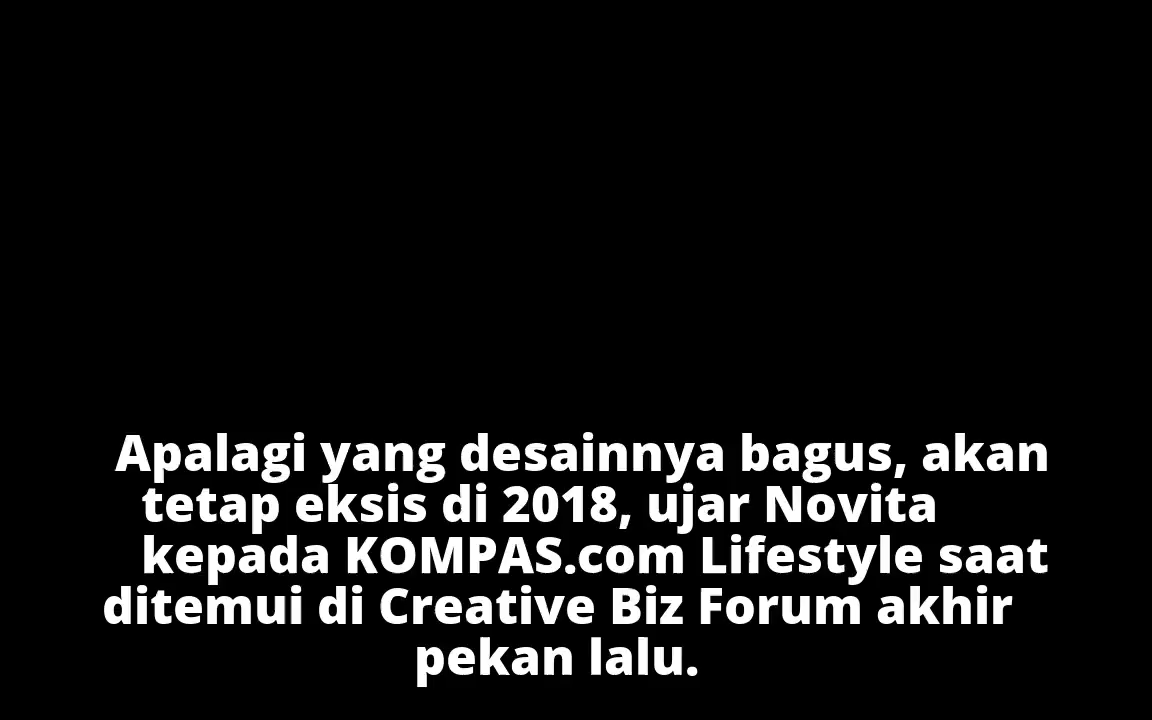 Apalagi yang desainnya bagus, akan
tetap eksis di 2018, ujar Novita
kepada KOMPAS.com Lifestyle saat
ditemui di Creative Biz Forum akhir
pekan lalu.